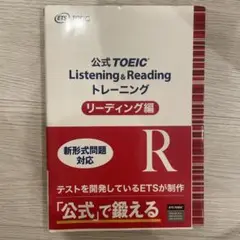 ETS TOEIC
公式 TOEIC
Listening & Reading
トレーニング
リーディング編
新形式問題
対応
R
テストを開発しているETSが制作
「公式」で鍛える